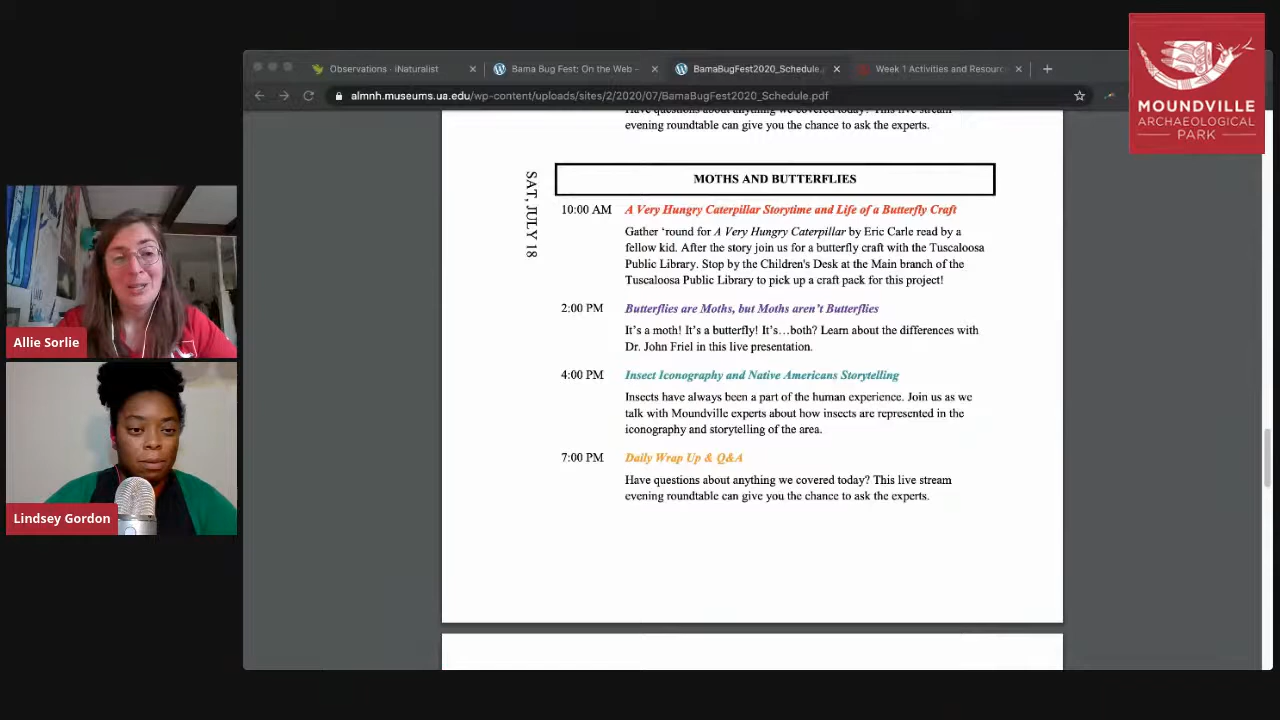 Observations · iNaturalist
Bama Bug Fest: On the Web -
BamaBugFest2020_Schedule.
Week 1 Activities and Resourc
almnh.museums.ua.edu/wp-content/uploads/sites/2/2020/07/BamaBugFest2020_Schedule.pdf
MOUNDVILLE
ARCHAEOLOGICAL
PARK
Have questions about anything we covered today? This live stream
evening roundtable can give you the chance to ask the experts.
SAT, JULY 18
MOTHS AND BUTTERFLIES
10:00 AM A Very Hungry Caterpillar Storytime and Life of a Butterfly Craft
Gather ‘round for A Very Hungry Caterpillar by Eric Carle read by a
fellow kid. After the story join us for a butterfly craft with the Tuscaloosa
Public Library. Stop by the Children's Desk at the Main branch of the
Tuscaloosa Public Library to pick up a craft pack for this project!
2:00 PM Butterflies are Moths, but Moths aren’t Butterflies
It’s a moth! It’s a butterfly! It’s…both? Learn about the differences with
Dr. John Friel in this live presentation.
4:00 PM Insect Iconography and Native Americans Storytelling
Insects have always been a part of the human experience. Join us as we
talk with Moundville experts about how insects are represented in the
iconography and storytelling of the area.
7:00 PM Daily Wrap Up & Q&A
Have questions about anything we covered today? This live stream
evening roundtable can give you the chance to ask the experts.
Allie Sorlie
Lindsey Gordon